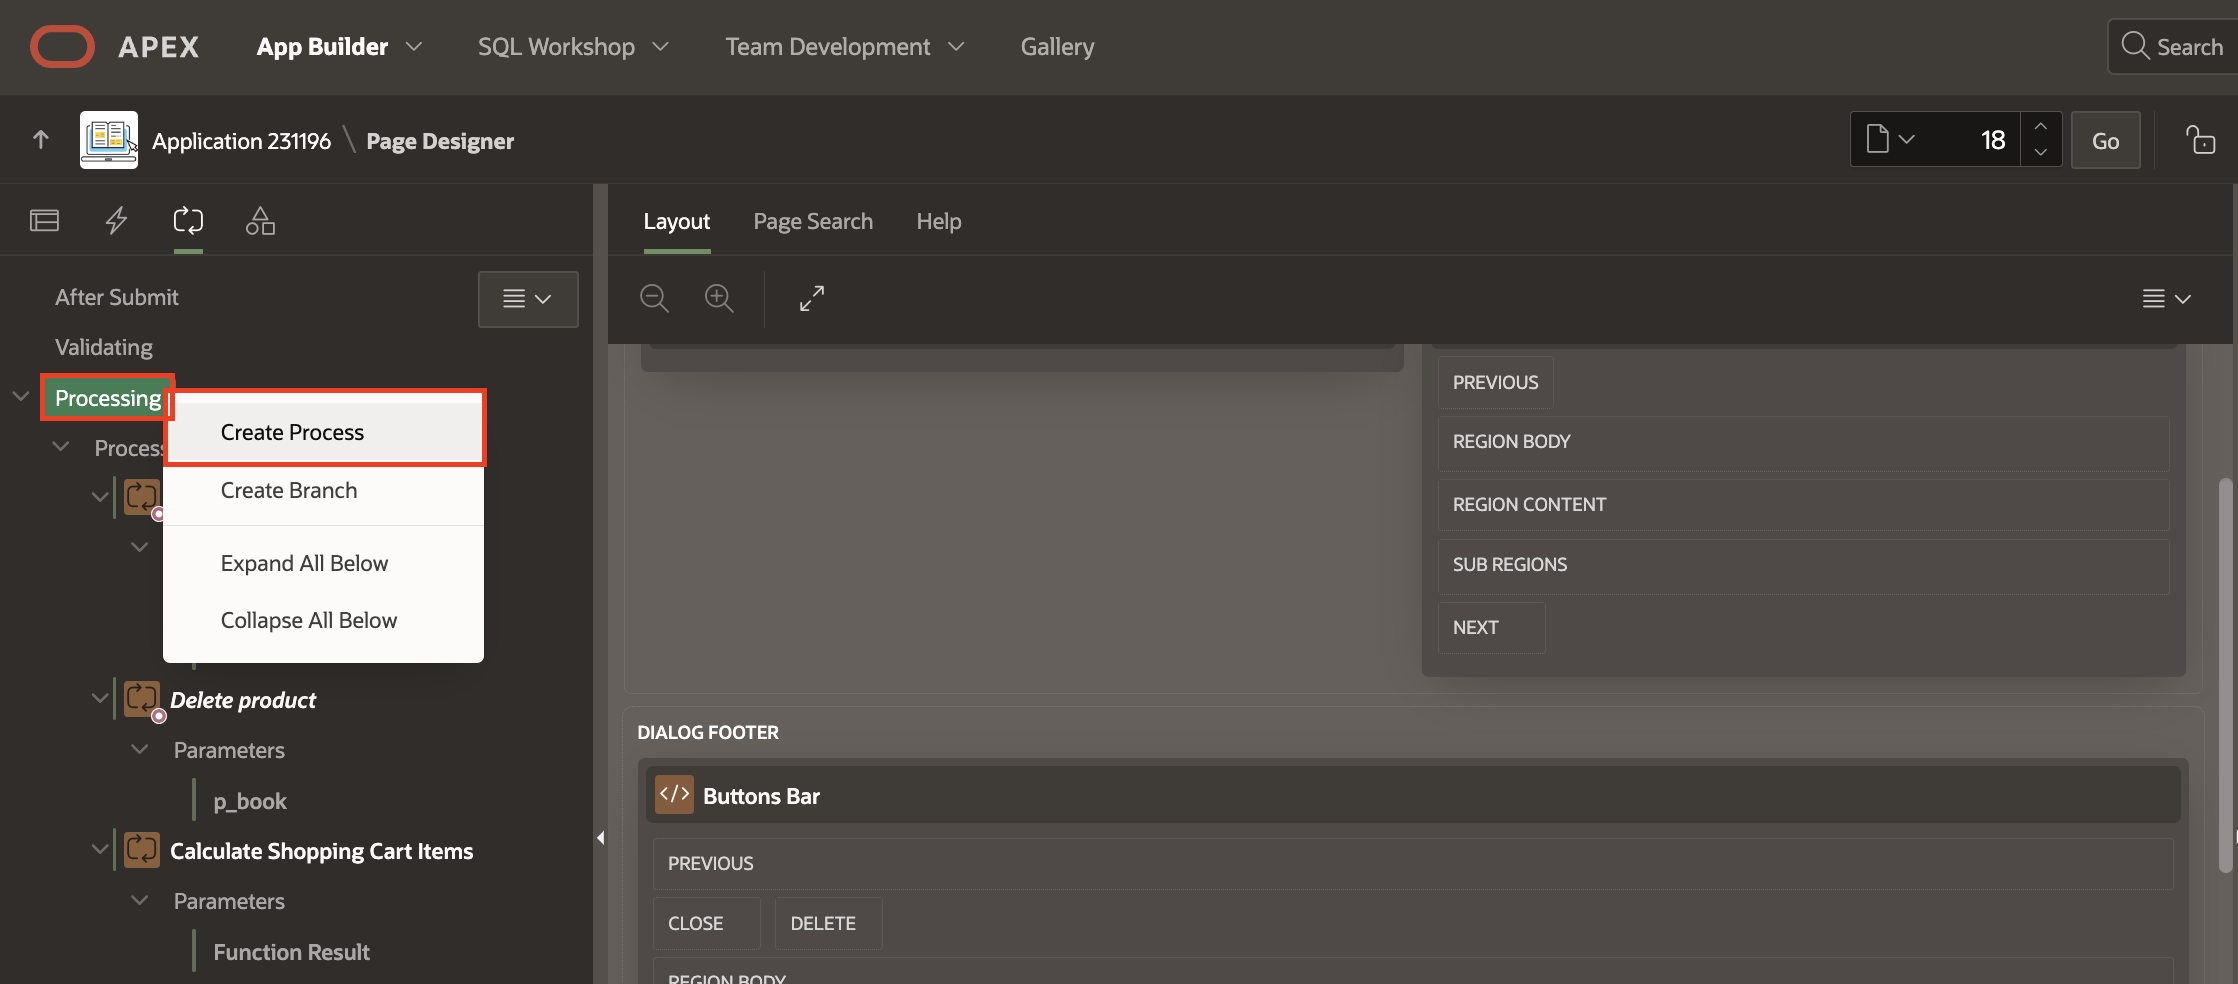 APEX App Builder SQL Workshop Team Development Gallery Search
Application 231196 \ Page Designer 18 Go
Layout Page Search Help
After Submit
Validating
Processing
Create Process
Create Branch
Expand All Below
Collapse All Below
Delete product
Parameters
p_book
Calculate Shopping Cart Items
Parameters
Function Result
PREVIOUS
REGION BODY
REGION CONTENT
SUB REGIONS
NEXT
DIALOG FOOTER
</> Buttons Bar
PREVIOUS
CLOSE DELETE
REGION BODY